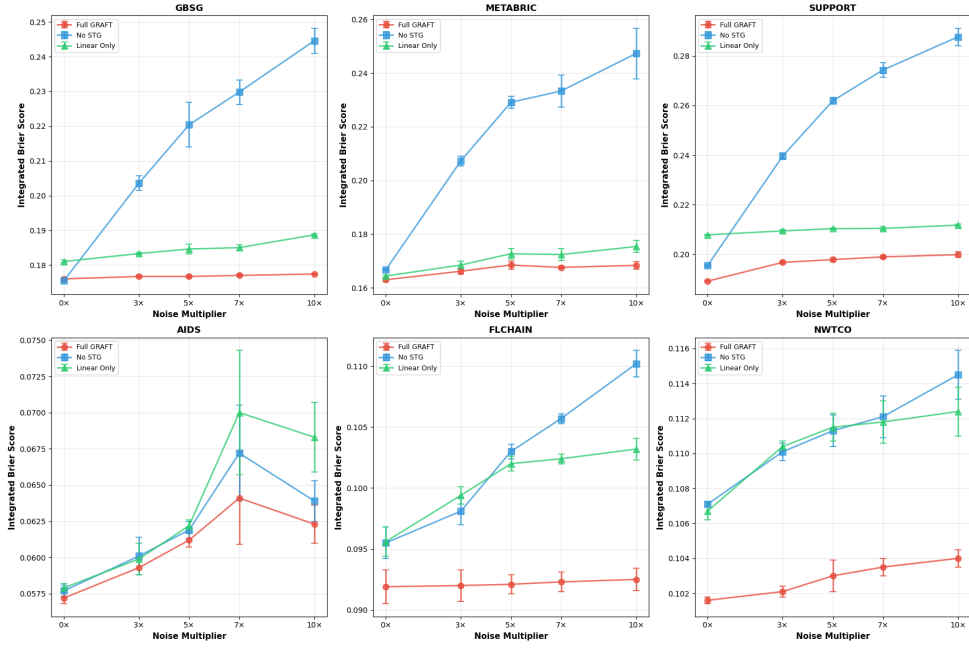 GBSG
Integrated Brier Score
0.25
0.24
0.23
0.22
0.21
0.20
0.19
0.18
Full GRAFT
No STG
Linear Only
0×
3×
5×
7×
10×
Noise Multiplier
METABRIC
Integrated Brier Score
0.26
0.24
0.22
0.20
0.18
0.16
Full GRAFT
No STG
Linear Only
0×
3×
5×
7×
10×
Noise Multiplier
SUPPORT
Integrated Brier Score
0.28
0.26
0.24
0.22
0.20
Full GRAFT
No STG
Linear Only
0×
3×
5×
7×
10×
Noise Multiplier
AIDS
Integrated Brier Score
0.0750
0.0725
0.0700
0.0675
0.0650
0.0625
0.0600
0.0575
Full GRAFT
No STG
Linear Only
0×
3×
5×
7×
10×
Noise Multiplier
FLCHAIN
Integrated Brier Score
0.110
0.105
0.100
0.095
0.090
Full GRAFT
No STG
Linear Only
0×
3×
5×
7×
10×
Noise Multiplier
NWTCO
Integrated Brier Score
0.116
0.114
0.112
0.110
0.108
0.106
0.104
0.102
Full GRAFT
No STG
Linear Only
0×
3×
5×
7×
10×
Noise Multiplier